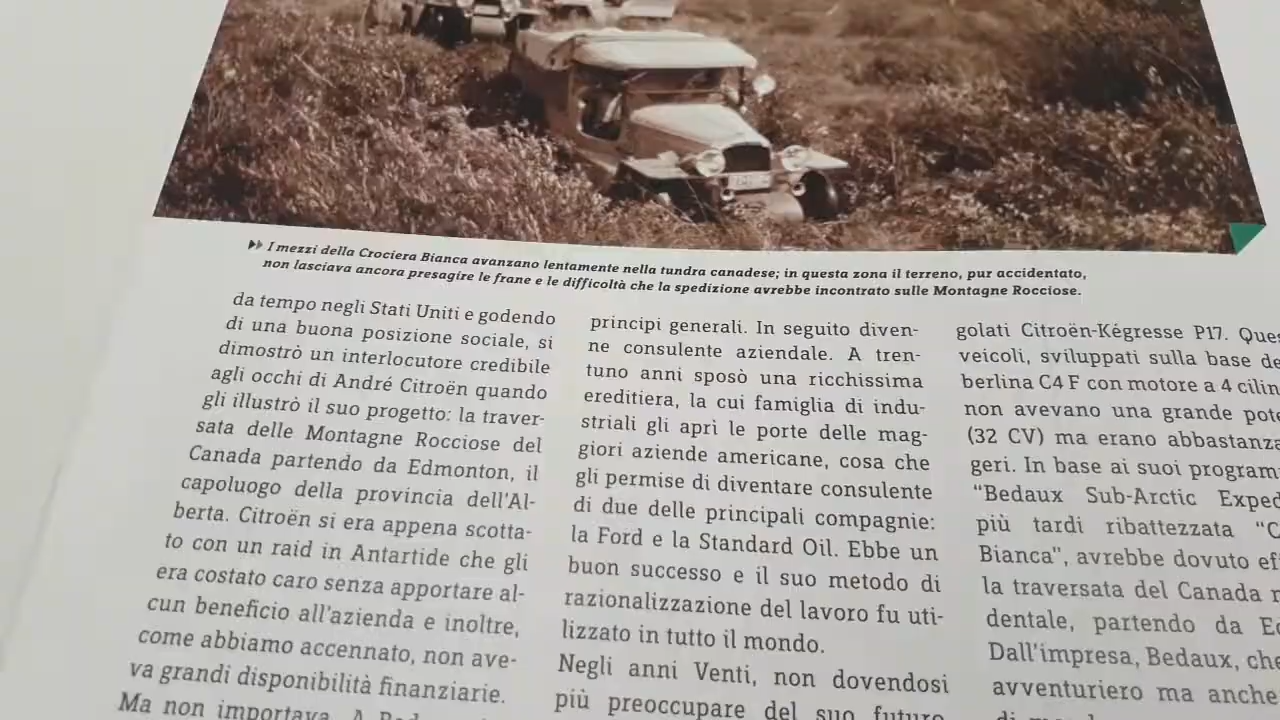 I mezzi della Crociera Bianca avanzano lentamente nella tundra canadese; in questa zona il terreno, pur accidentato,
non lasciava ancora presagire le frane e le difficoltà che la spedizione avrebbe incontrato sulle Montagne Rocciose.
da tempo negli Stati Uniti e godendo
di una buona posizione sociale, si
dimostrò un interlocutore credibile
agli occhi di André Citroën quando
gli illustrò il suo progetto: la traver-
sata delle Montagne Rocciose del
Canada partendo da Edmonton, il
capoluogo della provincia dell'Al-
berta. Citroën si era appena scotta-
to con un raid in Antartide che gli
era costato caro senza apportare al-
cun beneficio all'azienda e inoltre,
come abbiamo accennato, non ave-
va grandi disponibilità finanziarie.
Ma non importava. A
principi generali. In seguito diven-
ne consulente aziendale. A tren-
tuno anni sposò una ricchissima
ereditiera, la cui famiglia di indu-
striali gli aprì le porte delle mag-
giori aziende americane, cosa che
gli permise di diventare consulente
di due delle principali compagnie:
la Ford e la Standard Oil. Ebbe un
buon successo e il suo metodo di
razionalizzazione del lavoro fu uti-
lizzato in tutto il mondo.
Negli anni Venti, non dovendosi
più preoccupare del suo futuro
golati Citroën-Kégresse P17.
veicoli, sviluppati sulla base
berlina C4 F con motore a 4
non avevano una grande
(32 CV) ma erano abbastanza
geri. In base ai suoi
"Bedaux Sub-Arctic
più tardi ribattezzata
Bianca", avrebbe dovuto
la traversata del Canada
dentale, partendo da
Dall'impresa, Bedaux, che
avventuriero ma anche